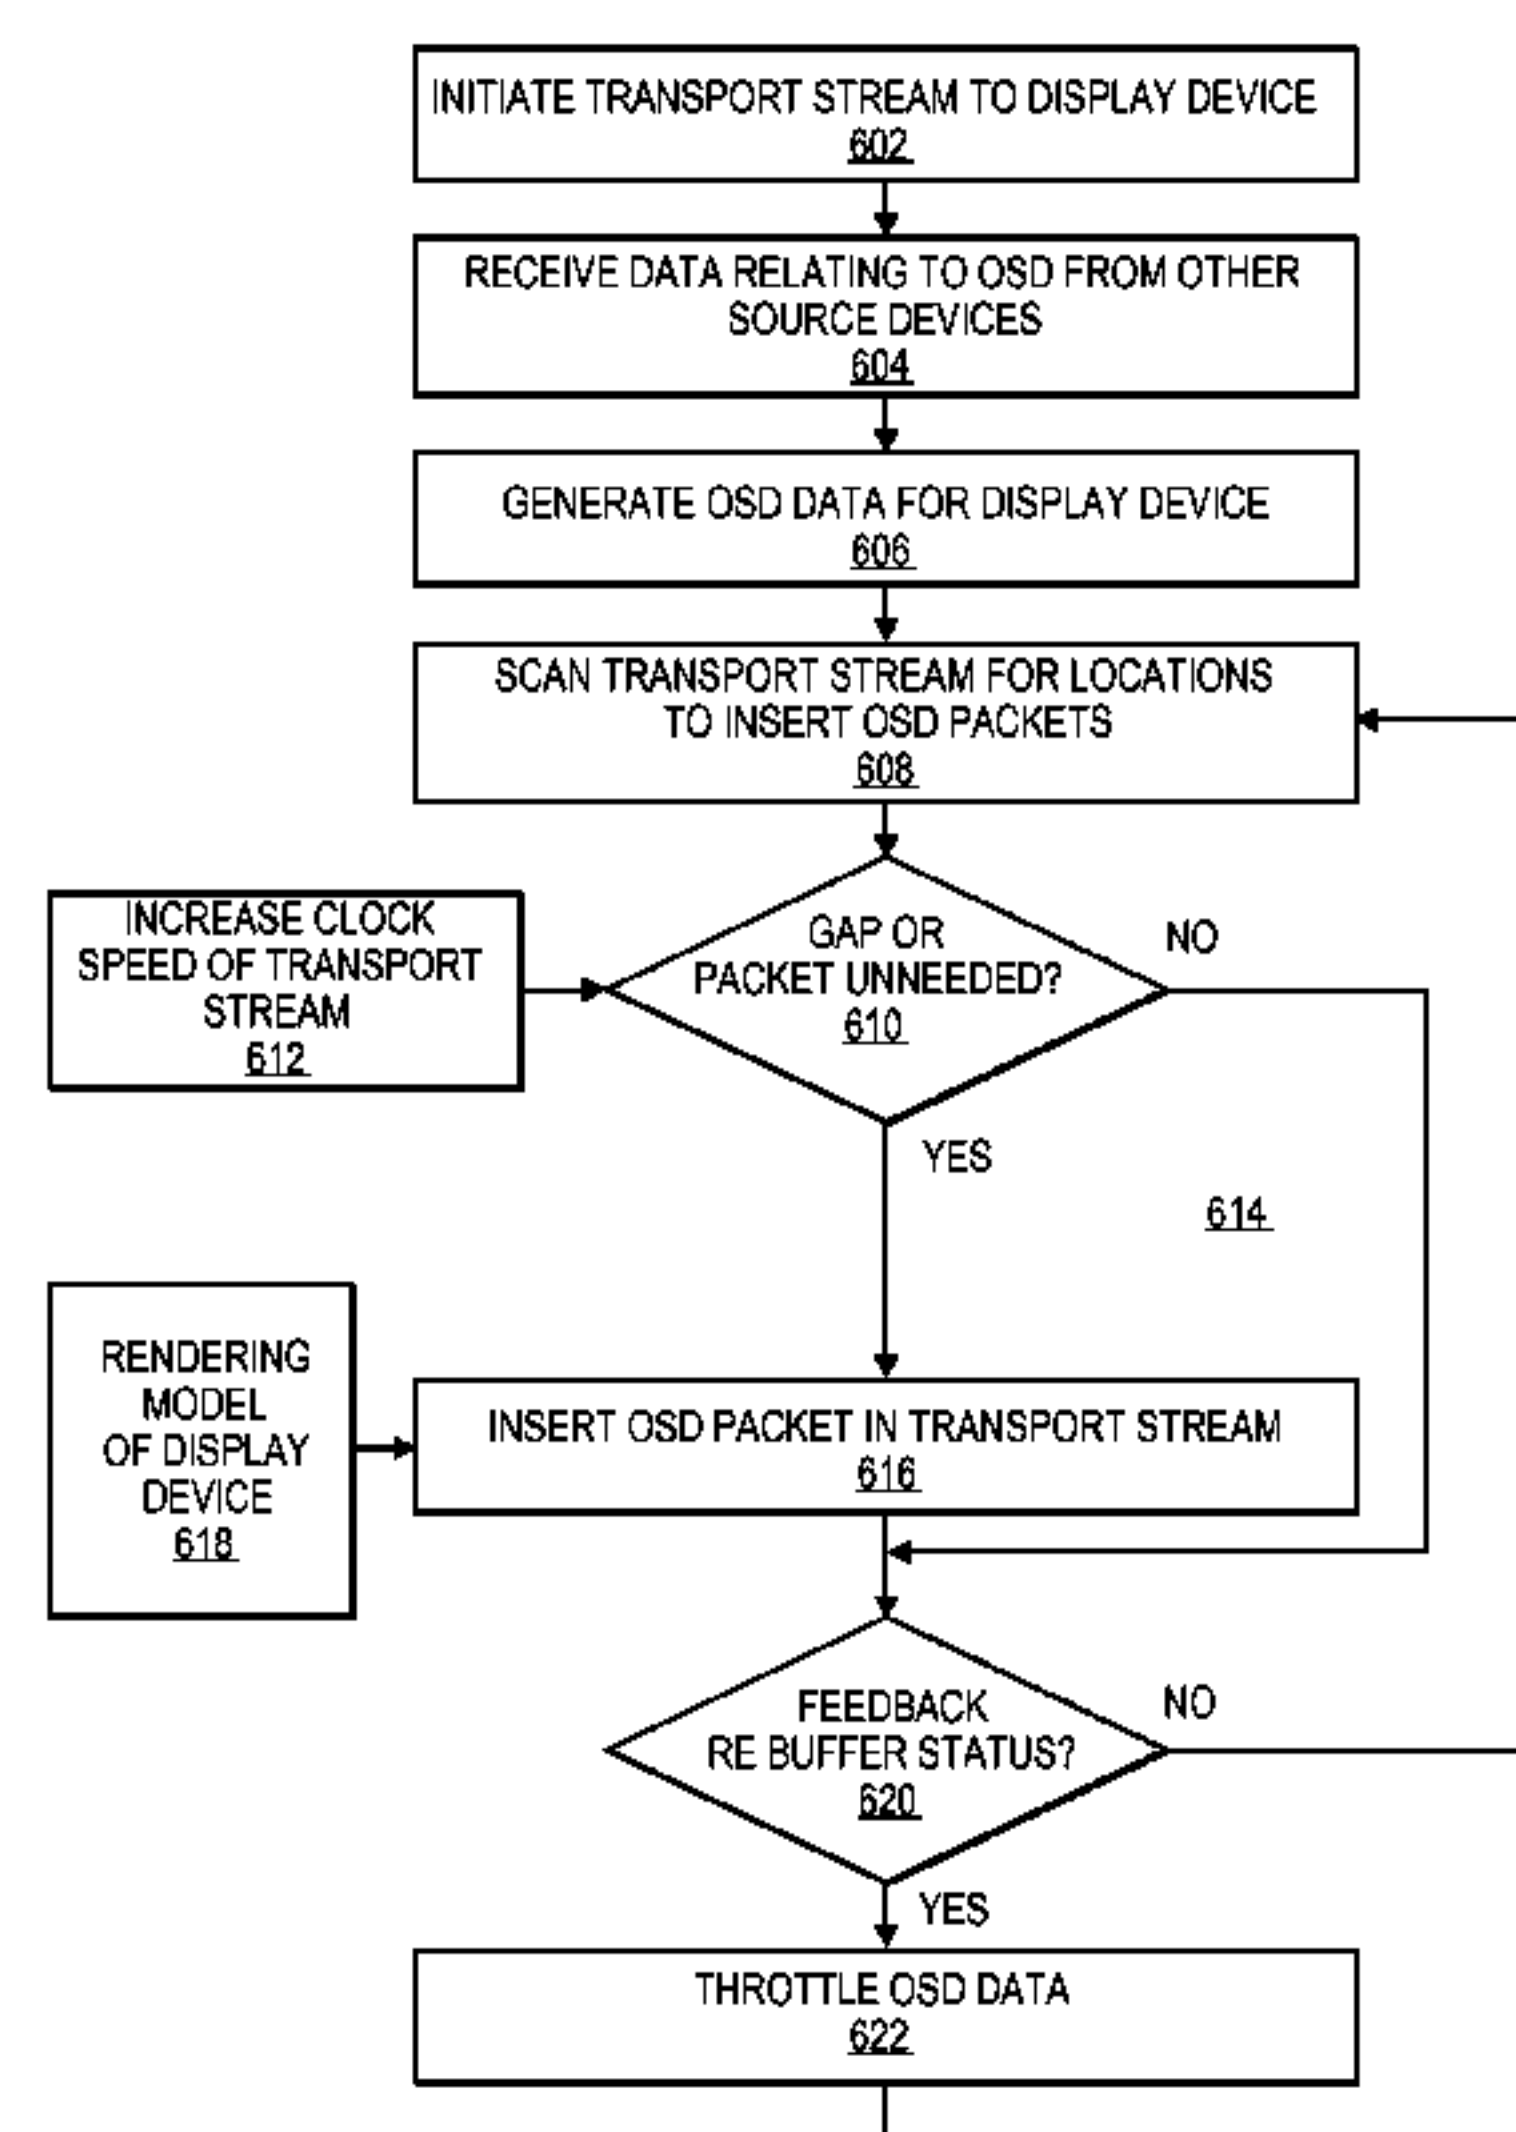 INITIATE TRANSPORT STREAM TO DISPLAY DEVICE
602
RECEIVE DATA RELATING TO OSD FROM OTHER
SOURCE DEVICES
604
GENERATE OSD DATA FOR DISPLAY DEVICE
606
SCAN TRANSPORT STREAM FOR LOCATIONS
TO INSERT OSD PACKETS
608
INCREASE CLOCK
SPEED OF TRANSPORT
STREAM
612
GAP OR
PACKET UNNEEDED?
610
NO
YES
614
RENDERING
MODEL
OF DISPLAY
DEVICE
618
INSERT OSD PACKET IN TRANSPORT STREAM
616
FEEDBACK
RE BUFFER STATUS?
620
NO
YES
THROTTLE OSD DATA
622